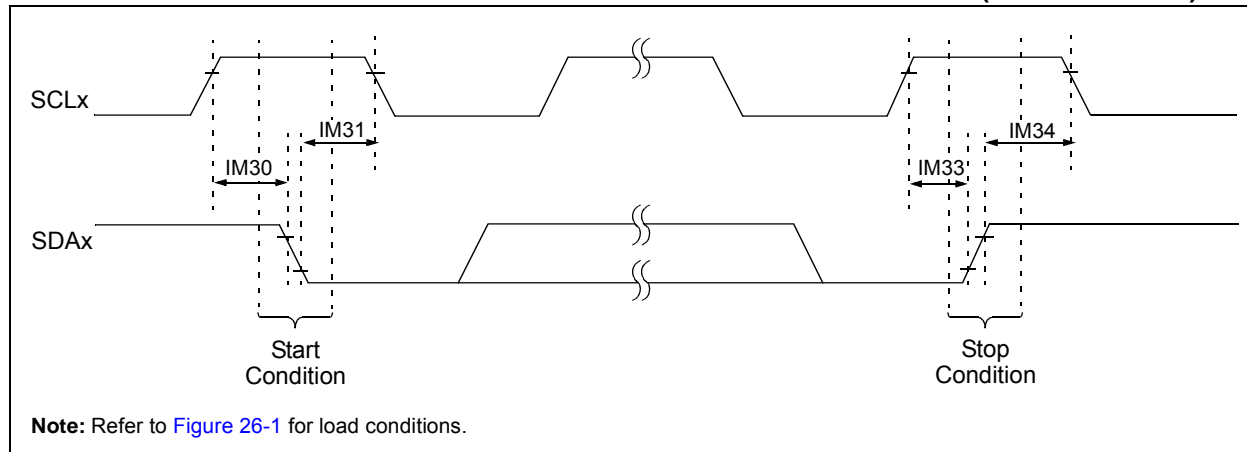 SCLx
IM31
IM34
IM30
IM33
SDAx
Start
Condition
Stop
Condition
Note: Refer to Figure 26-1 for load conditions.